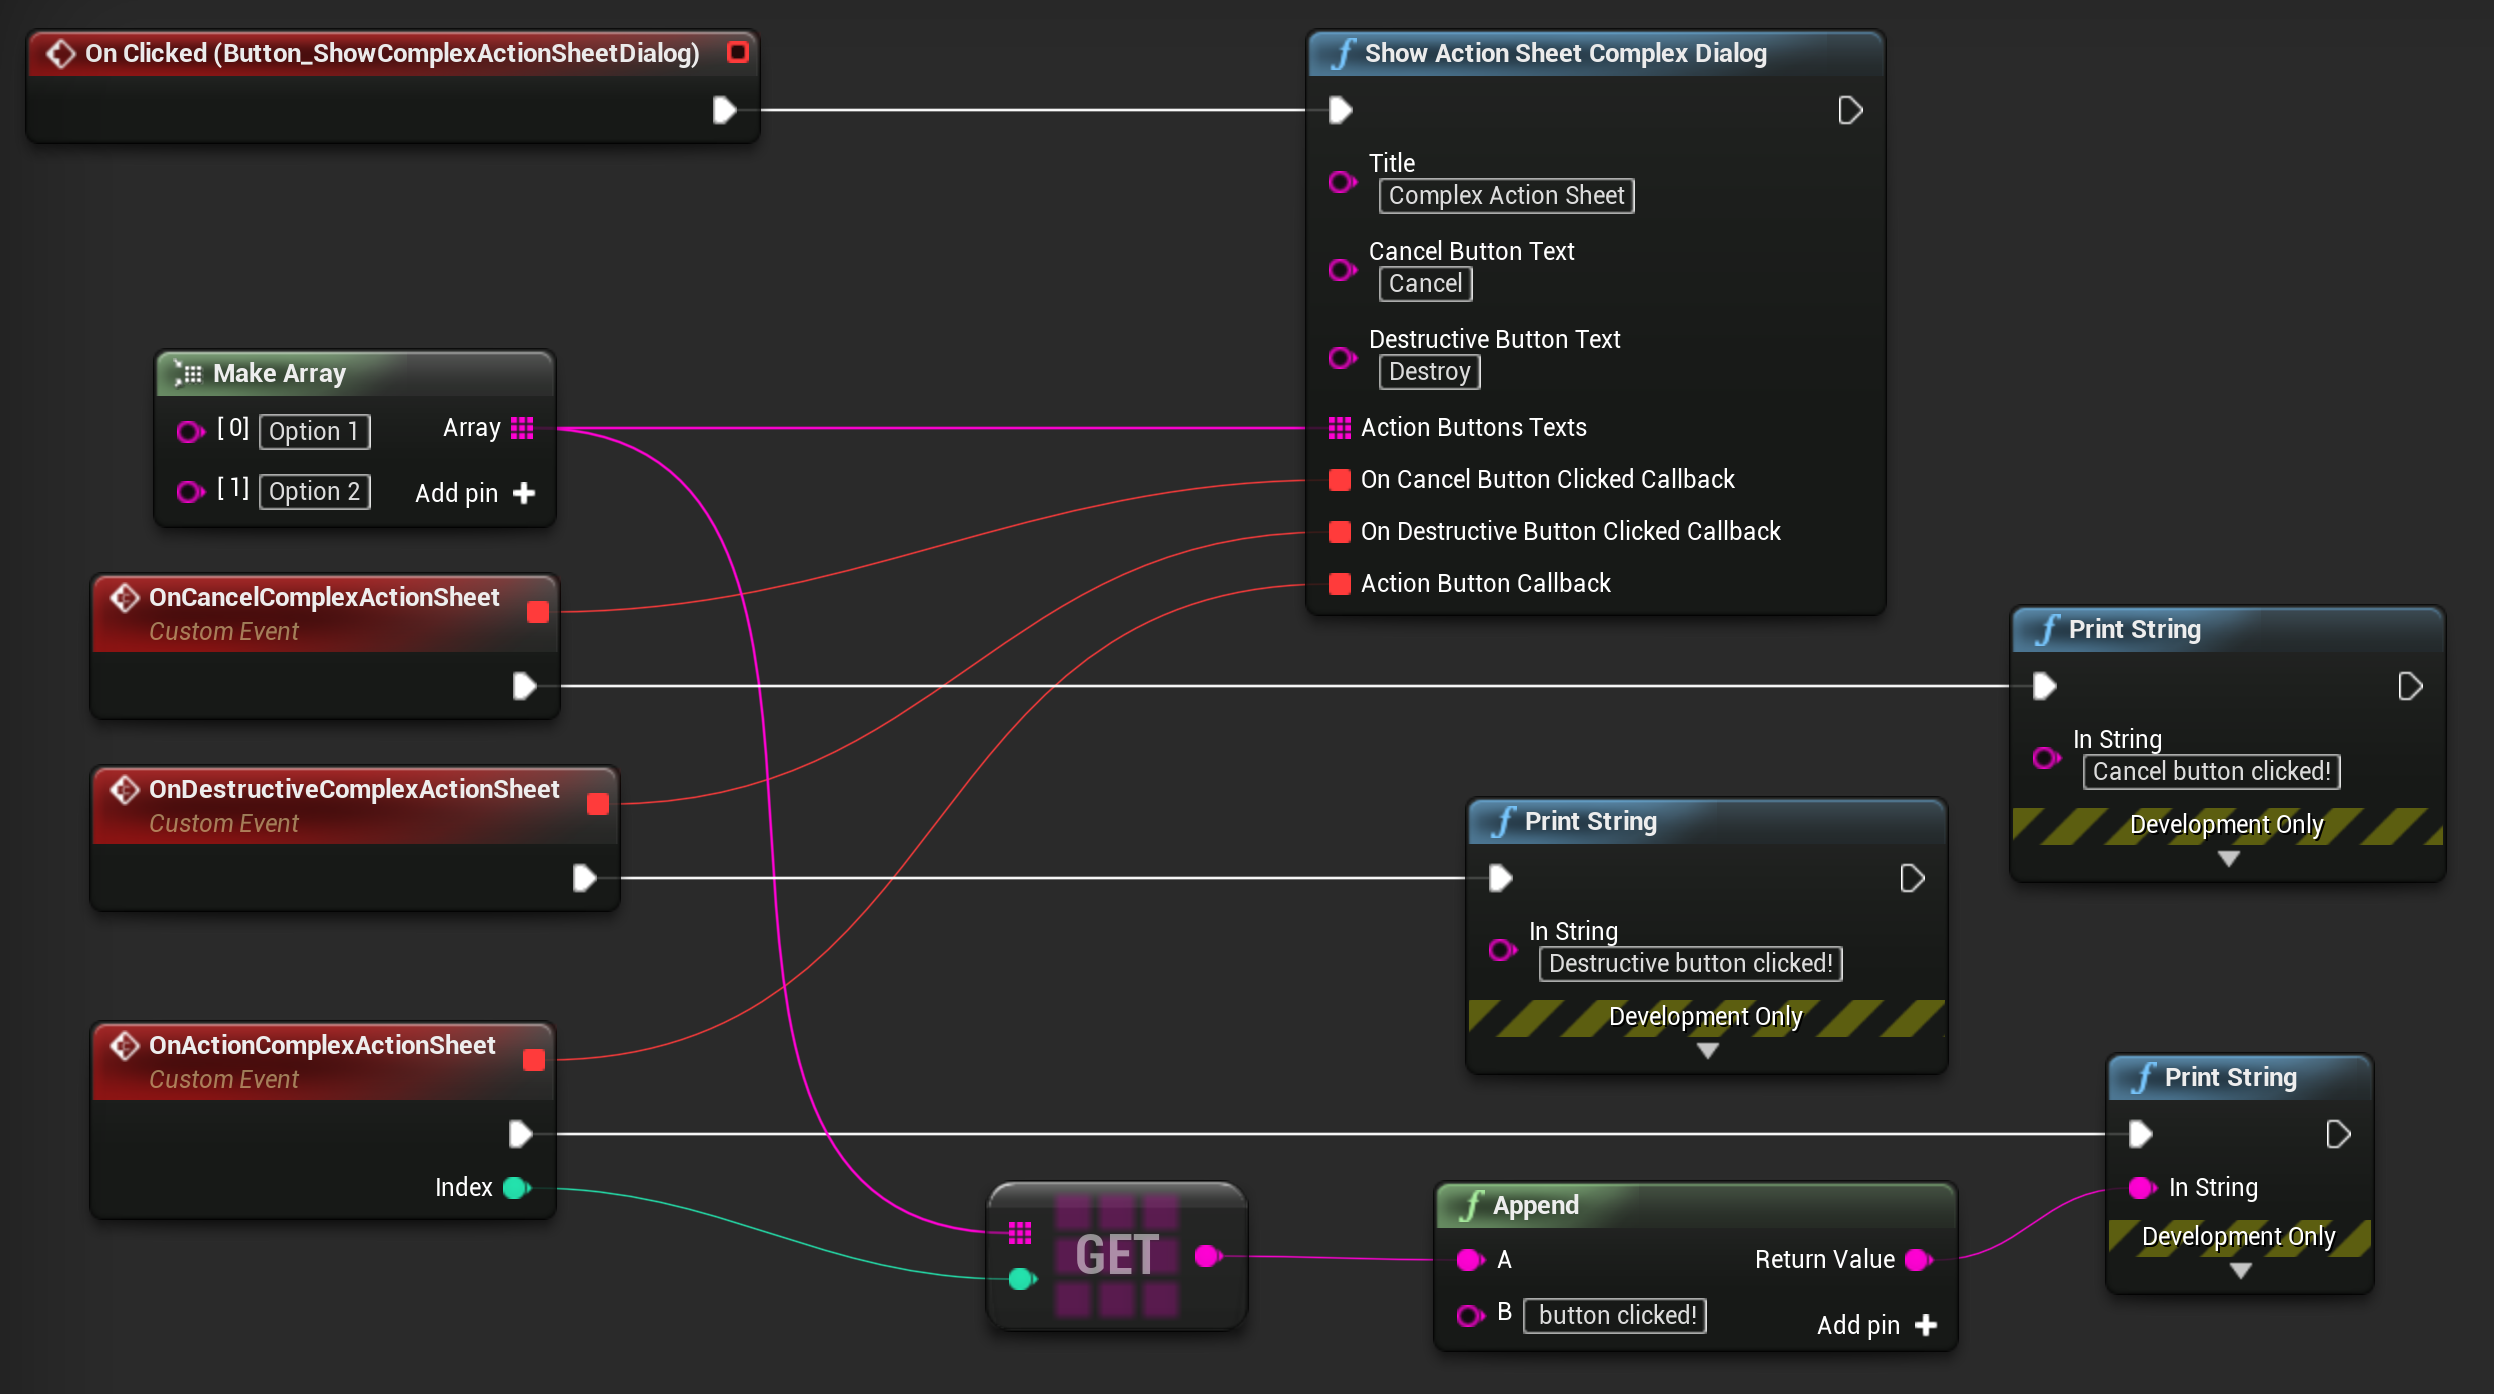 On Clicked (Button_ShowComplexActionSheetDialog)
Show Action Sheet Complex Dialog
Title
Complex Action Sheet
Cancel Button Text
Cancel
Destructive Button Text
Destroy
Action Buttons Texts
On Cancel Button Clicked Callback
On Destructive Button Clicked Callback
Action Button Callback
Make Array
[ 0] Option 1 Array
[ 1] Option 2 Add pin
OnCancelComplexActionSheet
Custom Event
Print String
In String
Cancel button clicked!
Development Only
OnDestructiveComplexActionSheet
Custom Event
Print String
In String
Destructive button clicked!
Development Only
OnActionComplexActionSheet
Custom Event
Index
GET
Append
A Return Value
B button clicked! Add pin
Print String
In String
Development Only